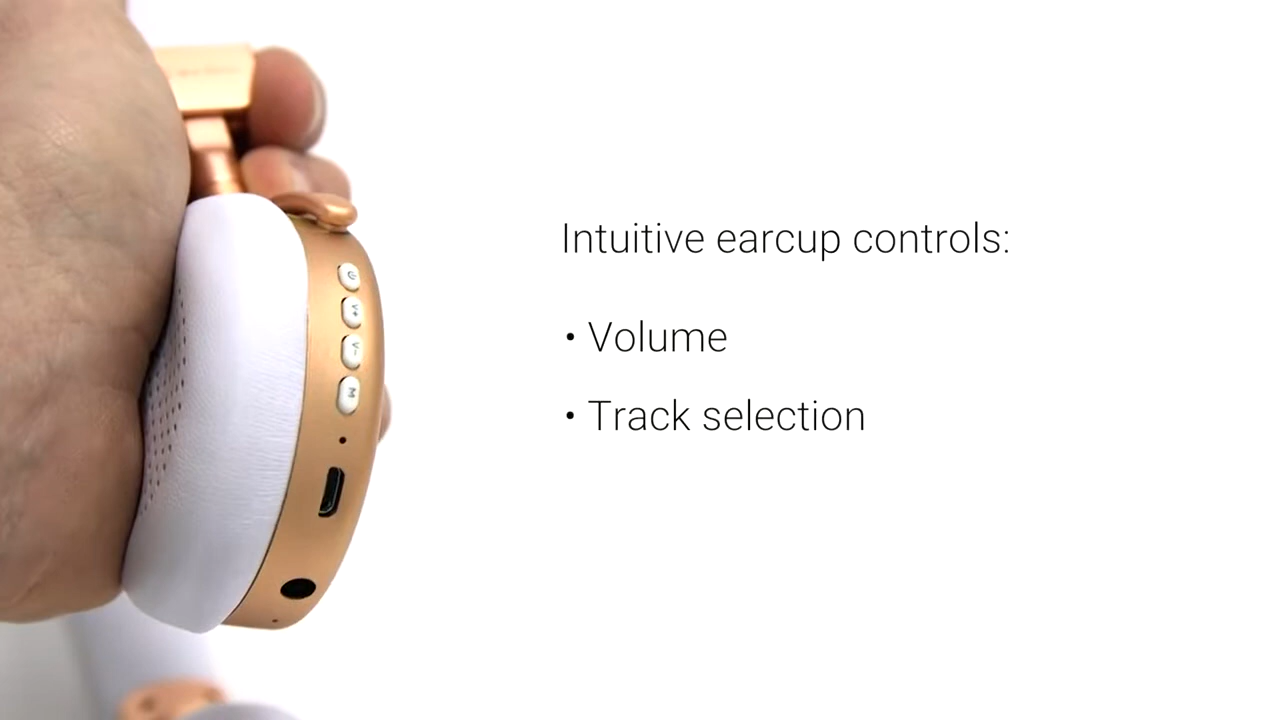 Intuitive earcup controls:
• Volume
• Track selection
V+
V-
M